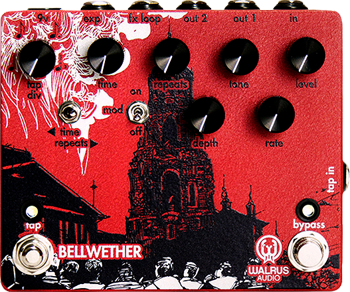 9v exp fx loop out 2 out 1 in
tap div time repeats tone level
on
mod
off
◄ time
repeats ►
depth rate
tap in
tap bypass
BELLWETHER WALRUS
AUDIO